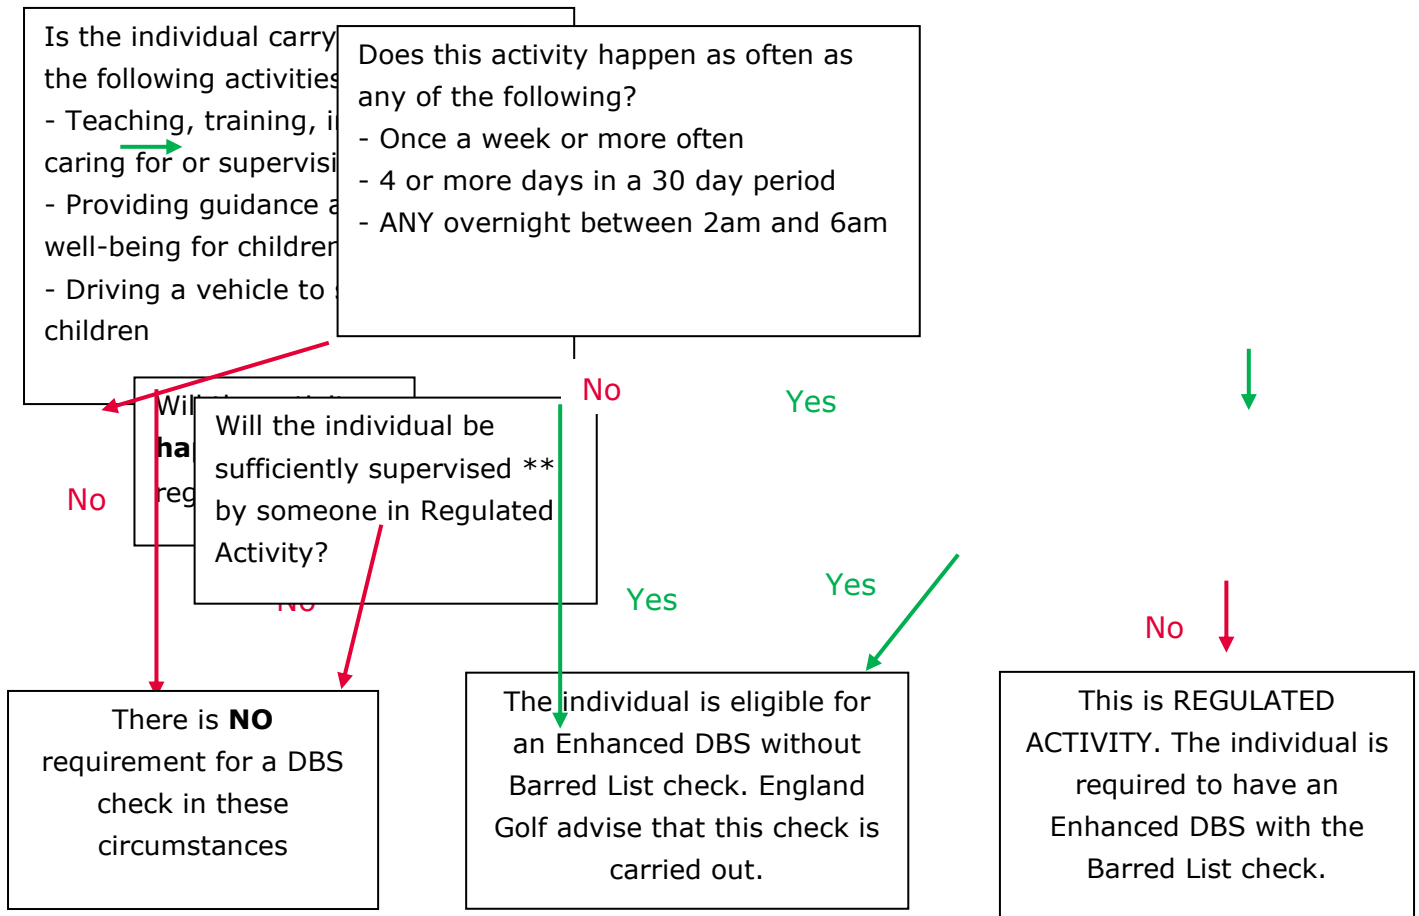 Is the individual carry
the following activities
- Teaching, training, i
caring for or supervisi
- Providing guidance a
well-being for children
- Driving a vehicle to
children
Does this activity happen as often as
any of the following?
- Once a week or more often
- 4 or more days in a 30 day period
- ANY overnight between 2am and 6am
No
Yes
Will
ha
reg
Will the individual be
sufficiently supervised **
by someone in Regulated
Activity?
No
No
Yes
Yes
No
There is NO
requirement for a DBS
check in these
circumstances
The individual is eligible for
an Enhanced DBS without
Barred List check. England
Golf advise that this check is
carried out.
This is REGULATED
ACTIVITY. The individual is
required to have an
Enhanced DBS with the
Barred List check.